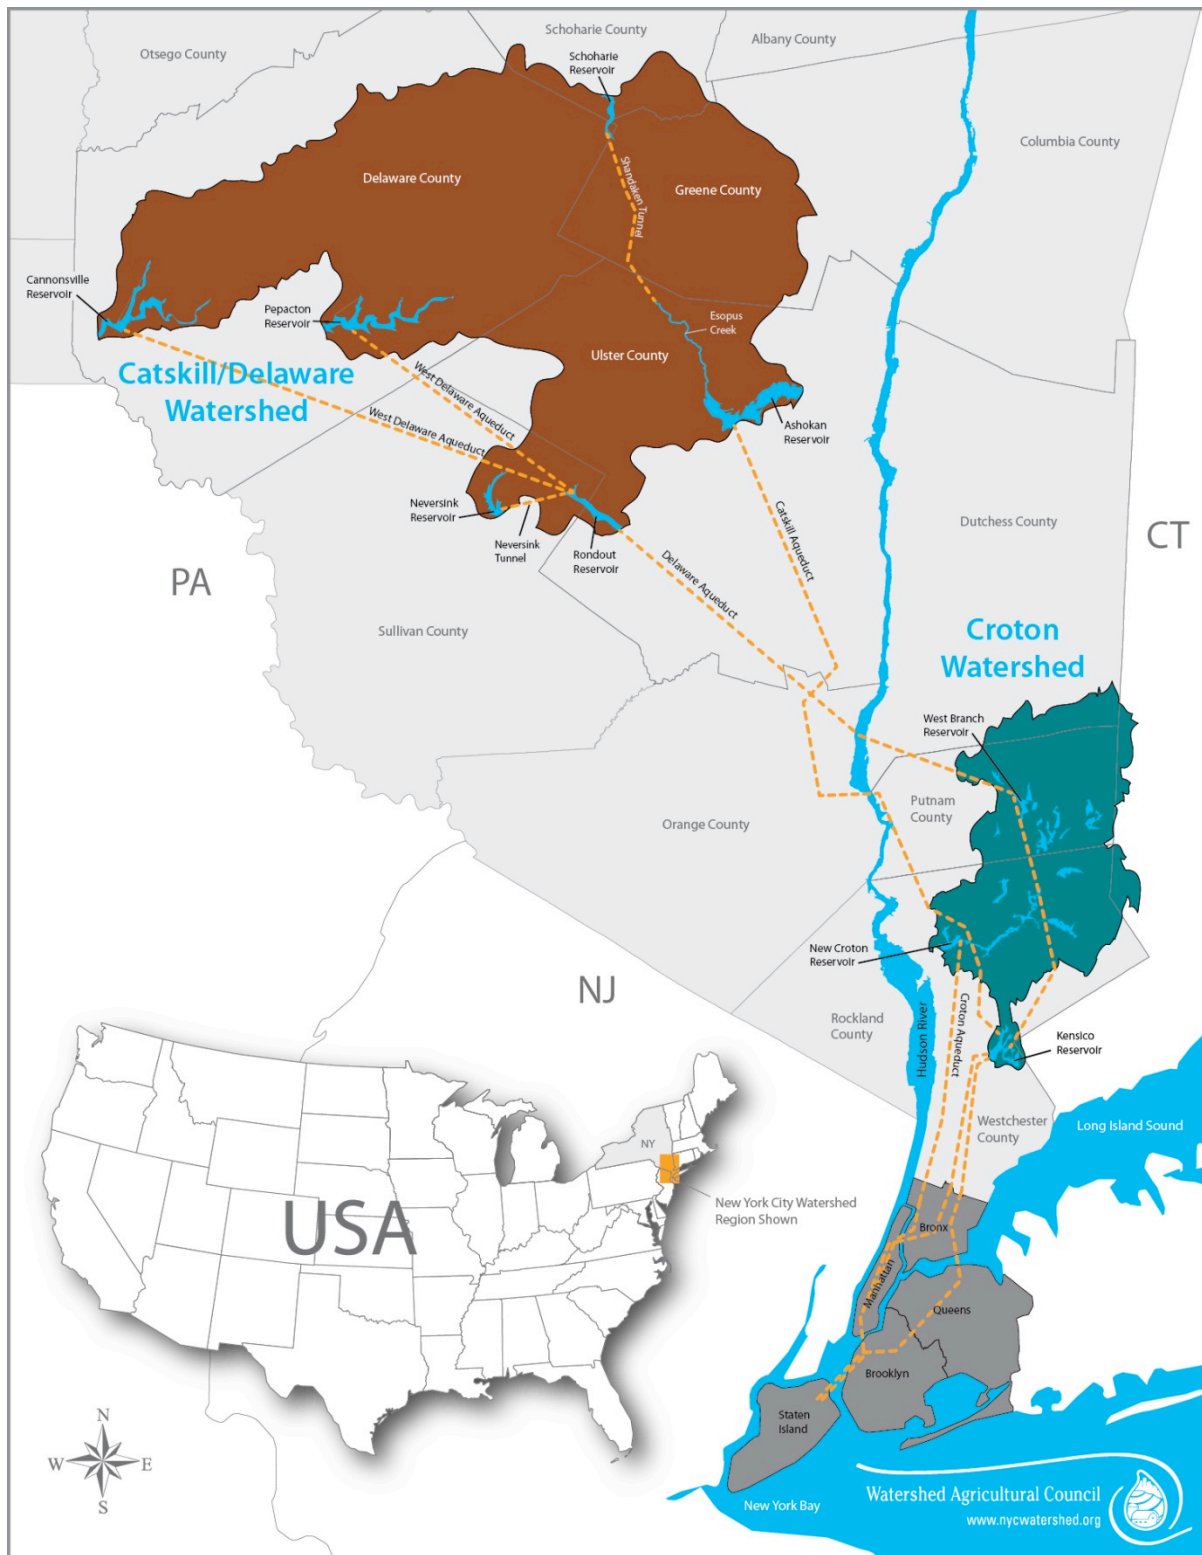 Otsego County
Schoharie County
Albany County
Schoharie
Reservoir
Columbia County
Delaware County
Shandaken Tunnel
Greene County
Cannonsville
Reservoir
Pepacton
Reservoir
Esopus
Creek
Ulster County
Catskill/Delaware
Watershed
West Delaware Aqueduct
West Delaware Aqueduct
Ashokan
Reservoir
Neversink
Reservoir
Neversink
Tunnel
Rondout
Reservoir
Catskill Aqueduct
Delaware Aqueduct
Dutchess County
CT
PA
Sullivan County
Croton
Watershed
West Branch
Reservoir
Putnam
County
Orange County
New Croton
Reservoir
NJ
Rockland
County
Hudson River
Croton Aqueduct
Kensico
Reservoir
Westchester
County
Long Island Sound
NY
USA
New York City Watershed
Region Shown
Bronx
Manhattan
Queens
Brooklyn
Staten
Island
N
W
E
S
New York Bay
Watershed Agricultural Council
www.nycwatershed.org